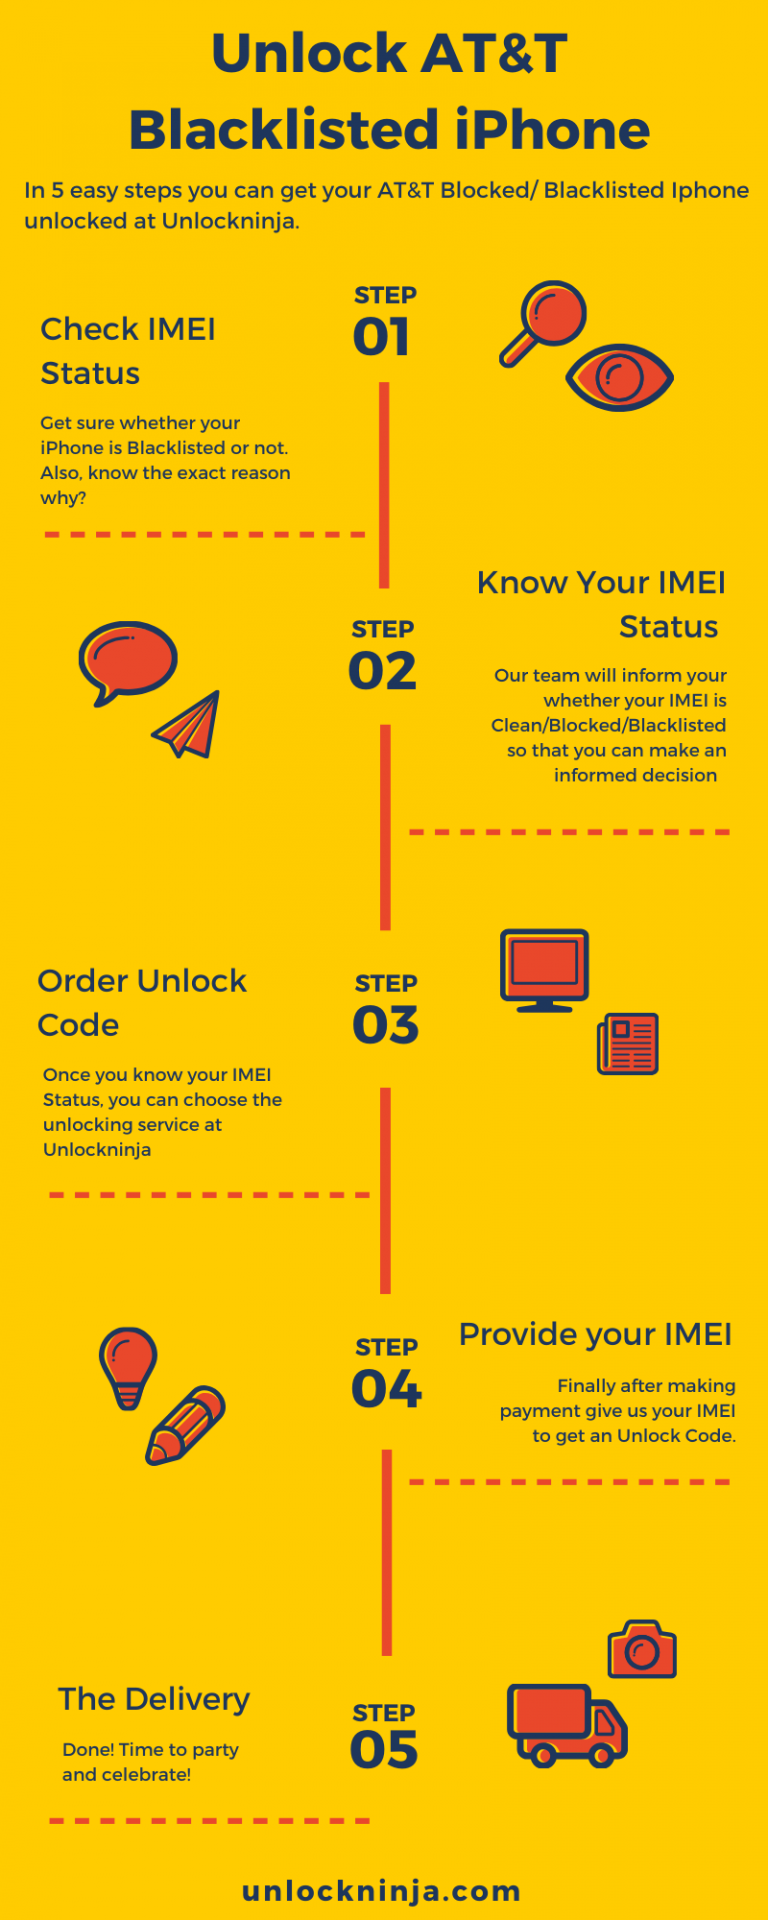 Unlock AT&T
Blacklisted iPhone
In 5 easy steps you can get your AT&T Blocked/ Blacklisted Iphone
unlocked at Unlockninja.
STEP
01
Check IMEI
Status
Get sure whether your
iPhone is Blacklisted or not.
Also, know the exact reason
why?
STEP
02
Know Your IMEI
Status
Our team will inform your
whether your IMEI is
Clean/Blocked/Blacklisted
so that you can make an
informed decision
STEP
03
Order Unlock
Code
Once you know your IMEI
Status, you can choose the
unlocking service at
Unlockninja
STEP
04
Provide your IMEI
Finally after making
payment give us your IMEI
to get an Unlock Code.
STEP
05
The Delivery
Done! Time to party
and celebrate!
unlockninja.com